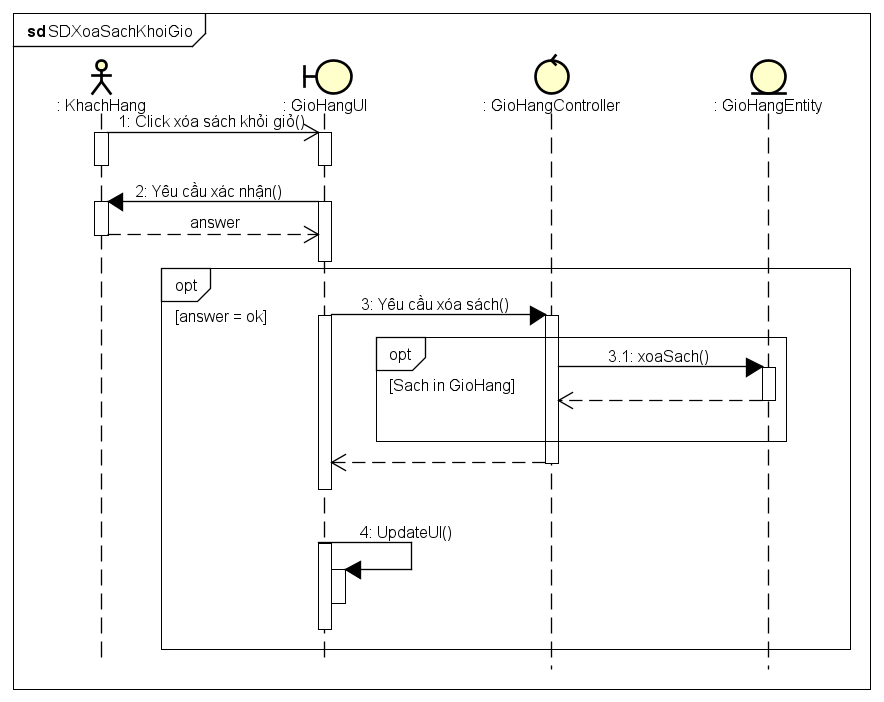 sd SDXoaSachKhoiGio
: KhachHang
: GioHangUI
: GioHangController
: GioHangEntity
1: Click xóa sách khỏi giỏ()
2: Yêu cầu xác nhận()
answer
opt
[answer = ok]
3: Yêu cầu xóa sách()
opt
[Sach in GioHang]
3.1: xoaSach()
4: UpdateUI()